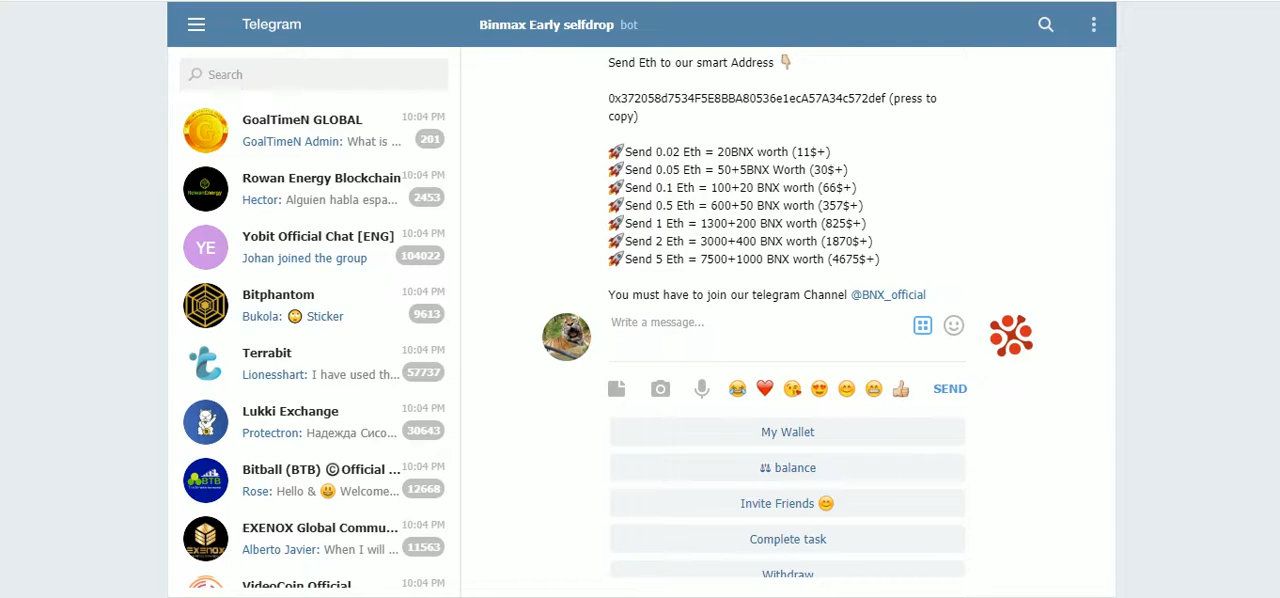 Telegram
Binmax Early selfdrop bot
Search
GoalTimeN GLOBAL 10:04 PM
GoalTimeN Admin: What is ... 201
Rowan Energy Blockchain 10:04 PM
RowanEnergy
Hector: Alguien habla espa... 2453
Yobit Official Chat [ENG] 10:04 PM
YE
Johan joined the group 104022
Bitphantom 10:04 PM
Bukola: 🙄 Sticker 9613
Terrabit 10:04 PM
Lionesshart: I have used th... 57737
Lukki Exchange 10:04 PM
Protectron: Надежда Сисо... 30643
Bitball (BTB) ©Official ... 10:04 PM
BTB
Rose: Hello & 😃 Welcome... 12668
EXENOX Global Commu... 10:04 PM
EXENOX
Alberto Javier: When I will ... 11563
VideoCoin Official 10:04 PM
Send Eth to our smart Address 👇🏼
0x372058d7534F5E8BBA80536e1ecA57A34c572def (press to
copy)
🚀Send 0.02 Eth = 20BNX worth (11$+)
🚀Send 0.05 Eth = 50+5BNX Worth (30$+)
🚀Send 0.1 Eth = 100+20 BNX worth (66$+)
🚀Send 0.5 Eth = 600+50 BNX worth (357$+)
🚀Send 1 Eth = 1300+200 BNX worth (825$+)
🚀Send 2 Eth = 3000+400 BNX worth (1870$+)
🚀Send 5 Eth = 7500+1000 BNX worth (4675$+)
You must have to join our telegram Channel @BNX_official
Write a message...
😂 ❤️ 😘 😍 😊 😁 👍🏼 SEND
My Wallet
⚖ balance
Invite Friends 😊
Complete task
Withdraw